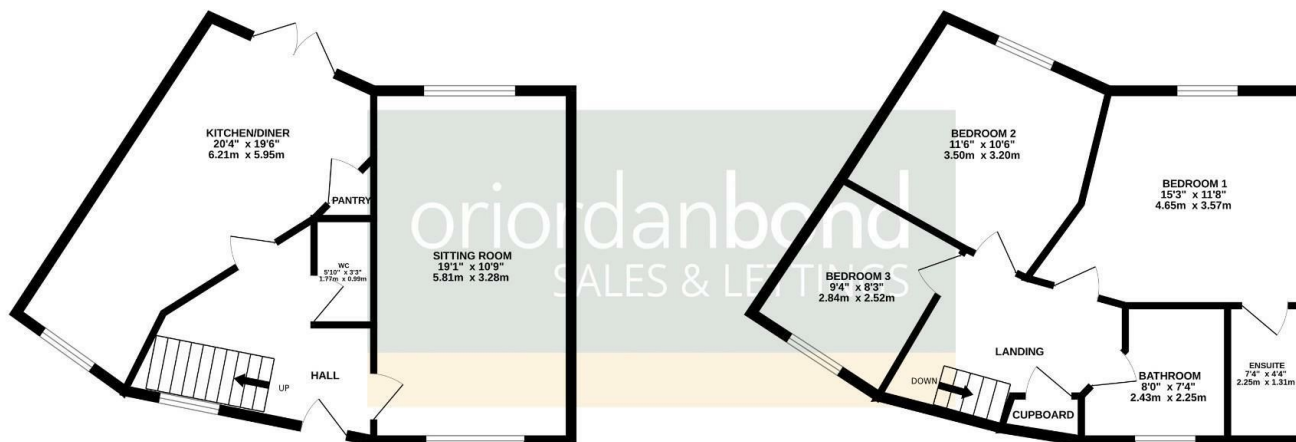 KITCHEN/DINER
20'4" x 19'6"
6.21m x 5.95m
PANTRY
WC
5'10" x 3'3"
1.77m x 0.99m
SITTING ROOM
19'1" x 10'9"
5.81m x 3.28m
UP
HALL
oriordanbond
SALES & LETTINGS
BEDROOM 2
11'6" x 10'6"
3.50m x 3.20m
BEDROOM 1
15'3" x 11'8"
4.65m x 3.57m
BEDROOM 3
9'4" x 8'3"
2.84m x 2.52m
LANDING
DOWN
CUPBOARD
BATHROOM
8'0" x 7'4"
2.43m x 2.25m
ENSUITE
7'4" x 4'4"
2.25m x 1.31m